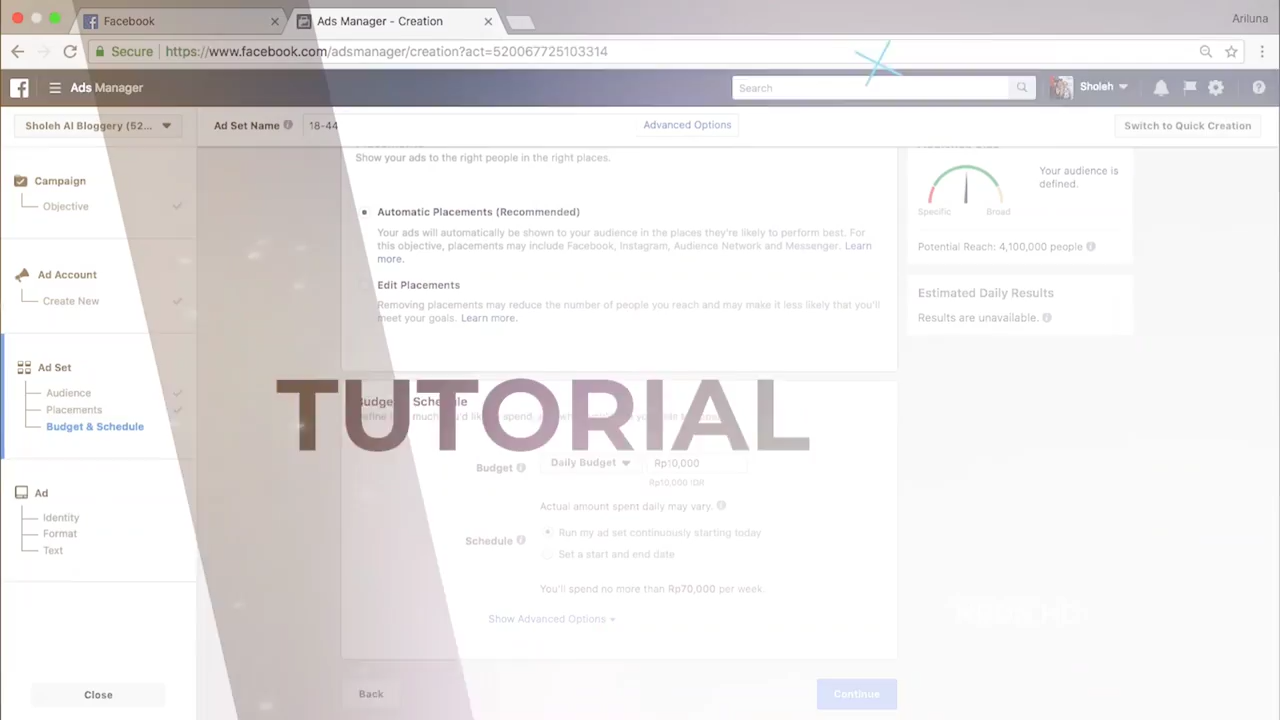 Facebook
Ads Manager - Creation
Ariluna
Secure https://www.facebook.com/adsmanager/creation?act=520067725103314
Ads Manager
Search
Sholeh
Sholeh Al Bloggery (52...
Ad Set Name
18-44
Advanced Options
Switch to Quick Creation
Campaign
Objective
Ad Account
Create New
Ad Set
Audience
Placements
Budget & Schedule
Ad
Identity
Format
Text
Close
Show your ads to the right people in the right places.
Automatic Placements (Recommended)
Your ads will automatically be shown to your audience in the places they're likely to perform best. For
this objective, placements may include Facebook, Instagram, Audience Network and Messenger. Learn
more.
Edit Placements
Removing placements may reduce the number of people you reach and may make it less likely that you'll
meet your goals. Learn more.
Your audience is
defined.
Specific
Broad
Potential Reach: 4,100,000 people
Estimated Daily Results
Results are unavailable.
Budget & Schedule
TUTORIAL
Budget
Daily Budget
Rp10,000
Rp10,000 IDR
Actual amount spent daily may vary.
Schedule
Run my ad set continuously starting today
Set a start and end date
You'll spend no more than Rp70,000 per week.
Show Advanced Options
Back
Continue